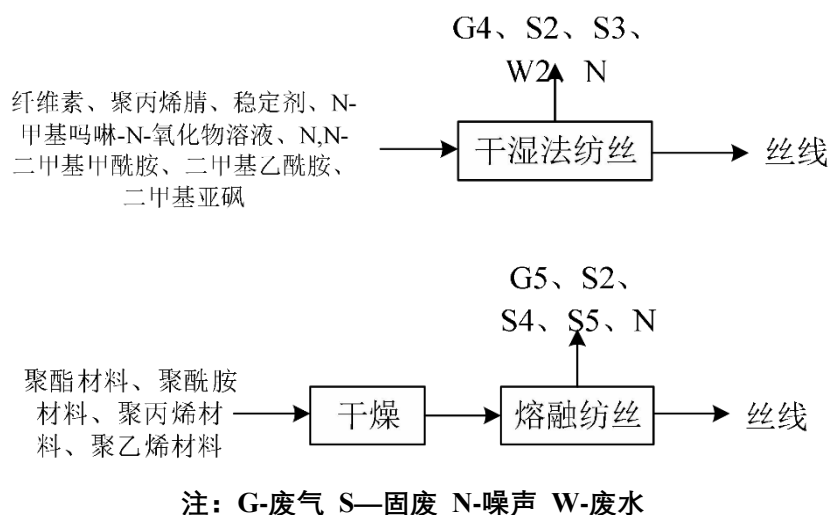 G4、S2、S3、
W2、N
纤维素、聚丙烯腈、稳定剂、N-
甲基吗啉-N-氧化物溶液、N,N-
二甲基甲酰胺、二甲基乙酰胺、
二甲基亚砜
干湿法纺丝
丝线
G5、S2、
S4、S5、N
聚酯材料、聚酰胺
材料、聚丙烯材
料、聚乙烯材料
干燥
熔融纺丝
丝线
注：G-废气 S—固废 N-噪声 W-废水